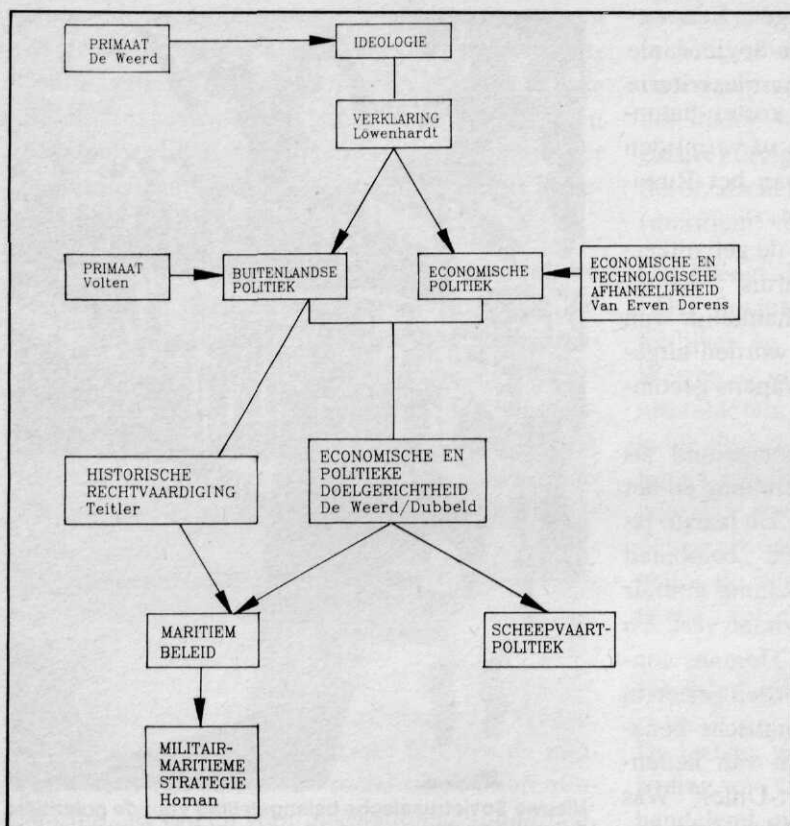 PRIMAAT
De Weerd
IDEOLOGIE
VERKLARING
Löwenhardt
PRIMAAT
Volten
BUITENLANDSE
POLITIEK
ECONOMISCHE
POLITIEK
ECONOMISCHE EN
TECHNOLOGISCHE
AFHANKELIJKHEID
Van Erven Dorens
HISTORISCHE
RECHTVAARDIGING
Teitler
ECONOMISCHE EN
POLITIEKE
DOELGERICHTHEID
De Weerd/Dubbeld
MARITIEM
BELEID
SCHEEPVAART-
POLITIEK
MILITAIR-
MARITIEME
STRATEGIE
Homan